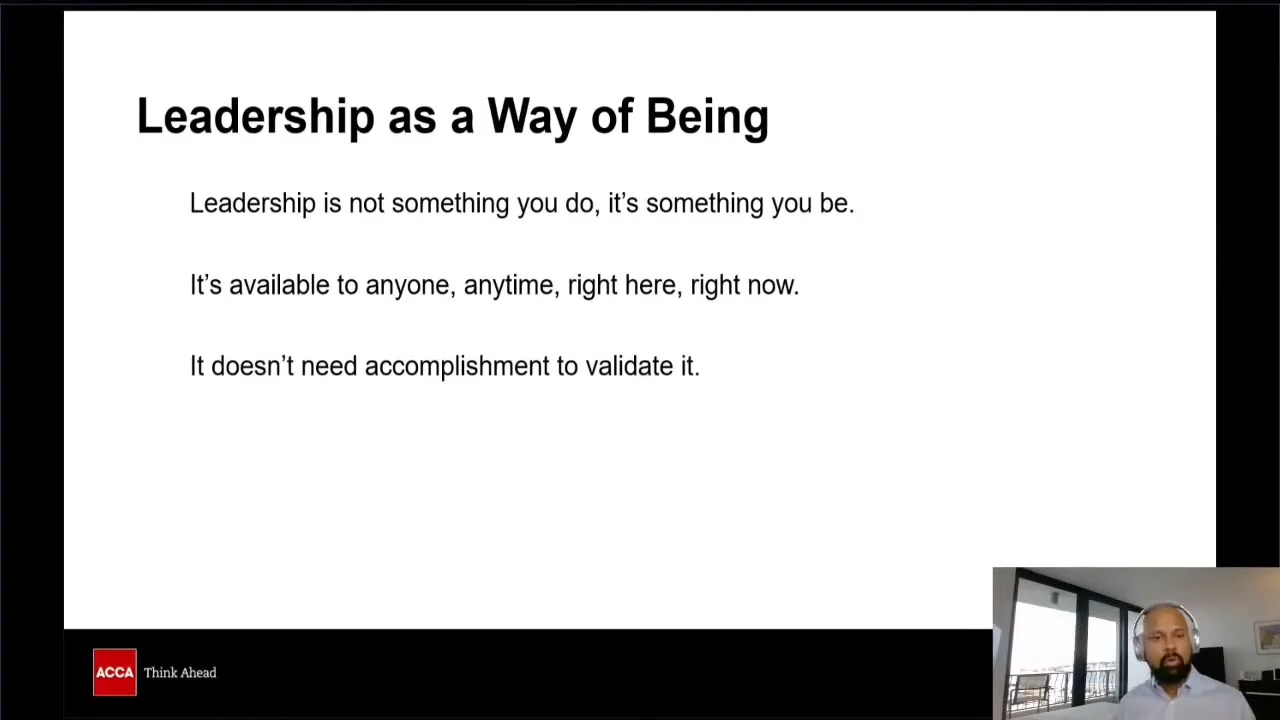 Leadership as a Way of Being
Leadership is not something you do, it’s something you be.
It’s available to anyone, anytime, right here, right now.
It doesn’t need accomplishment to validate it.
ACCA Think Ahead